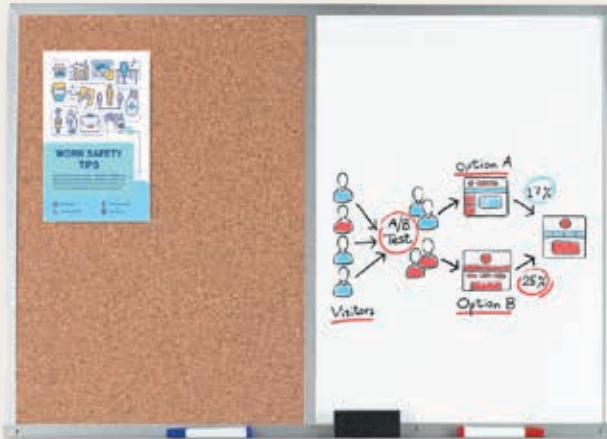 WORK SAFETY
TIPS
Option A
17%
A/B
Test
25%
Visitors
Option B